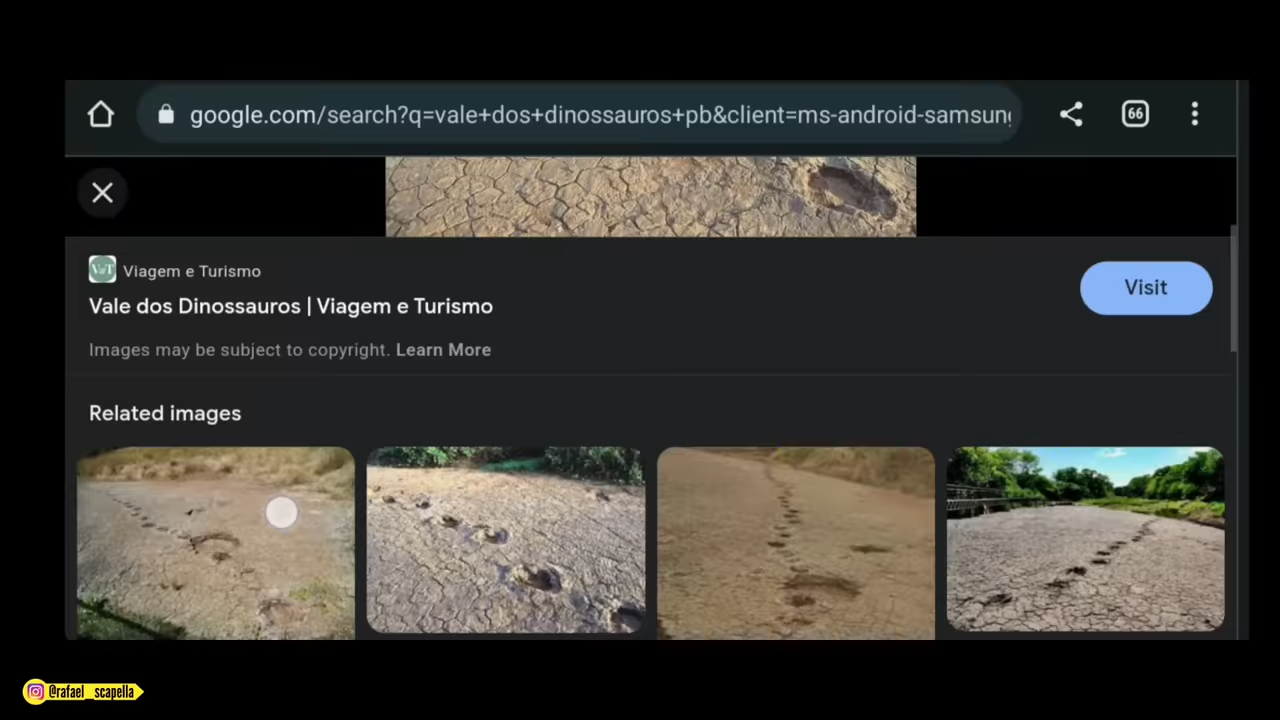 google.com/search?q=vale+dos+dinossauros+pb&client=ms-android-samsung
66
Viagem e Turismo
Vale dos Dinossauros | Viagem e Turismo
Visit
Images may be subject to copyright. Learn More
Related images
@rafael_scapella